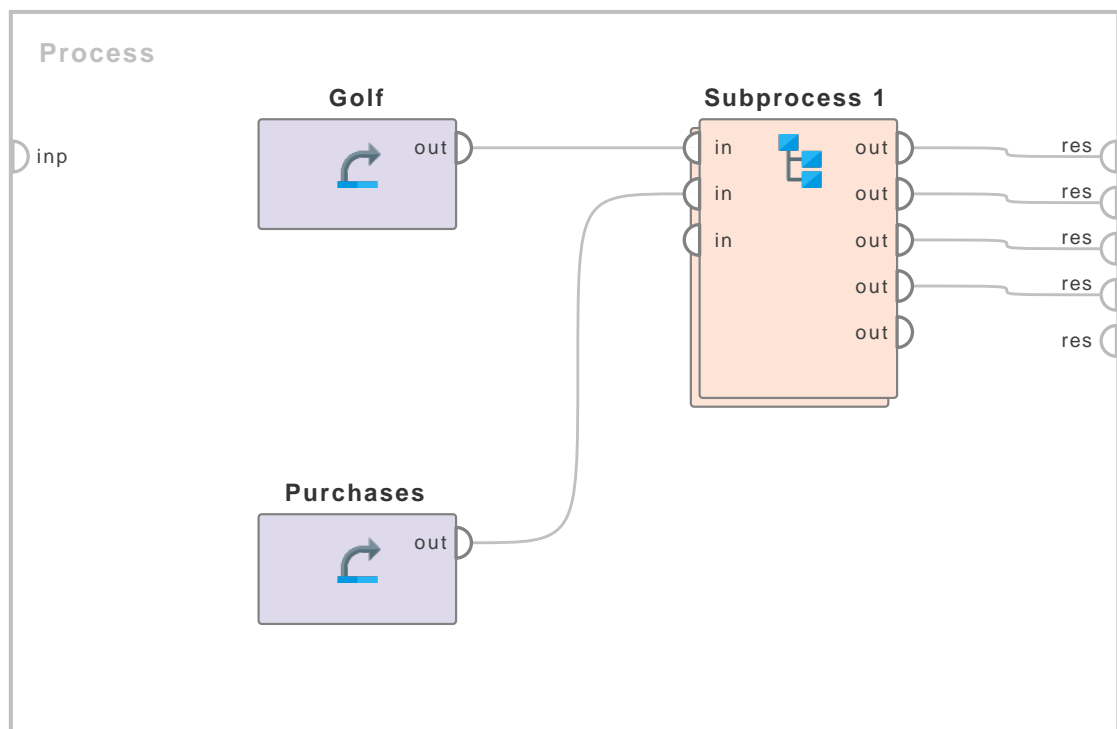 Process
Golf
Subprocess 1
inp
out
in
out
res
in
out
res
in
out
res
out
res
out
res
Purchases
out